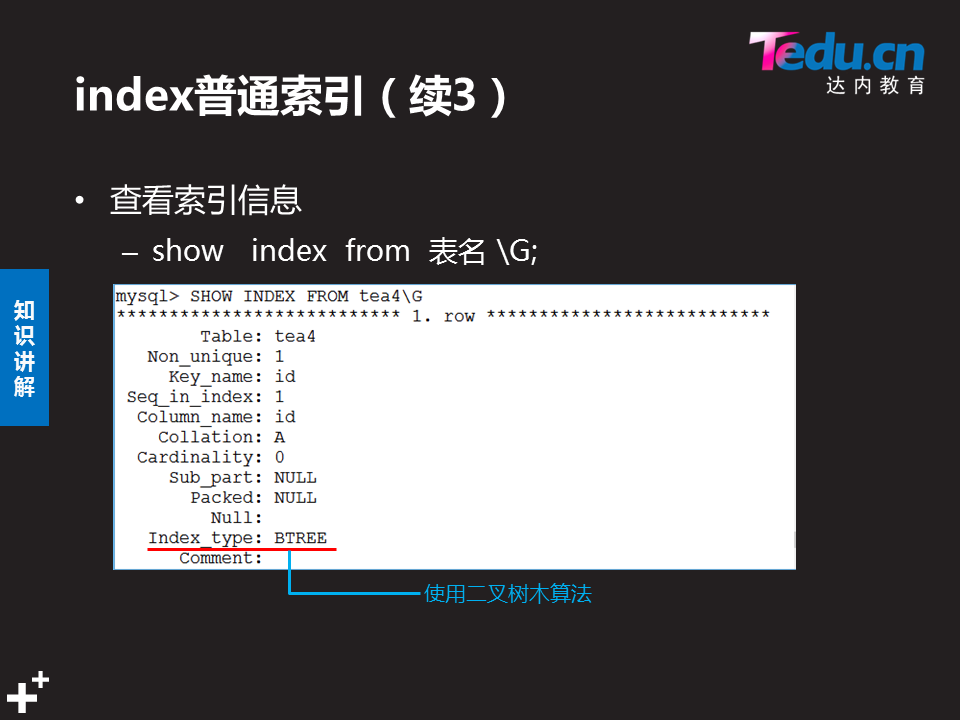 Tedu.cn
达内教育
index普通索引（续3）
• 查看索引信息
– show index from 表名 \G;
知识讲解
mysql> SHOW INDEX FROM tea4\G
*************************** 1. row ***************************
Table: tea4
Non_unique: 1
Key_name: id
Seq_in_index: 1
Column_name: id
Collation: A
Cardinality: 0
Sub_part: NULL
Packed: NULL
Null:
Index_type: BTREE
Comment:
使用二叉树木算法